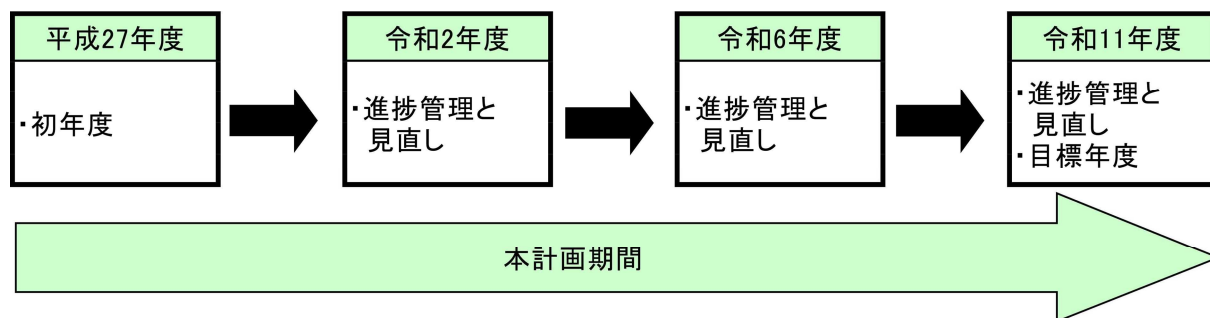 平成27年度
・初年度
令和2年度
・進捗管理と
見直し
令和6年度
・進捗管理と
見直し
令和11年度
・進捗管理と
見直し
・目標年度
本計画期間